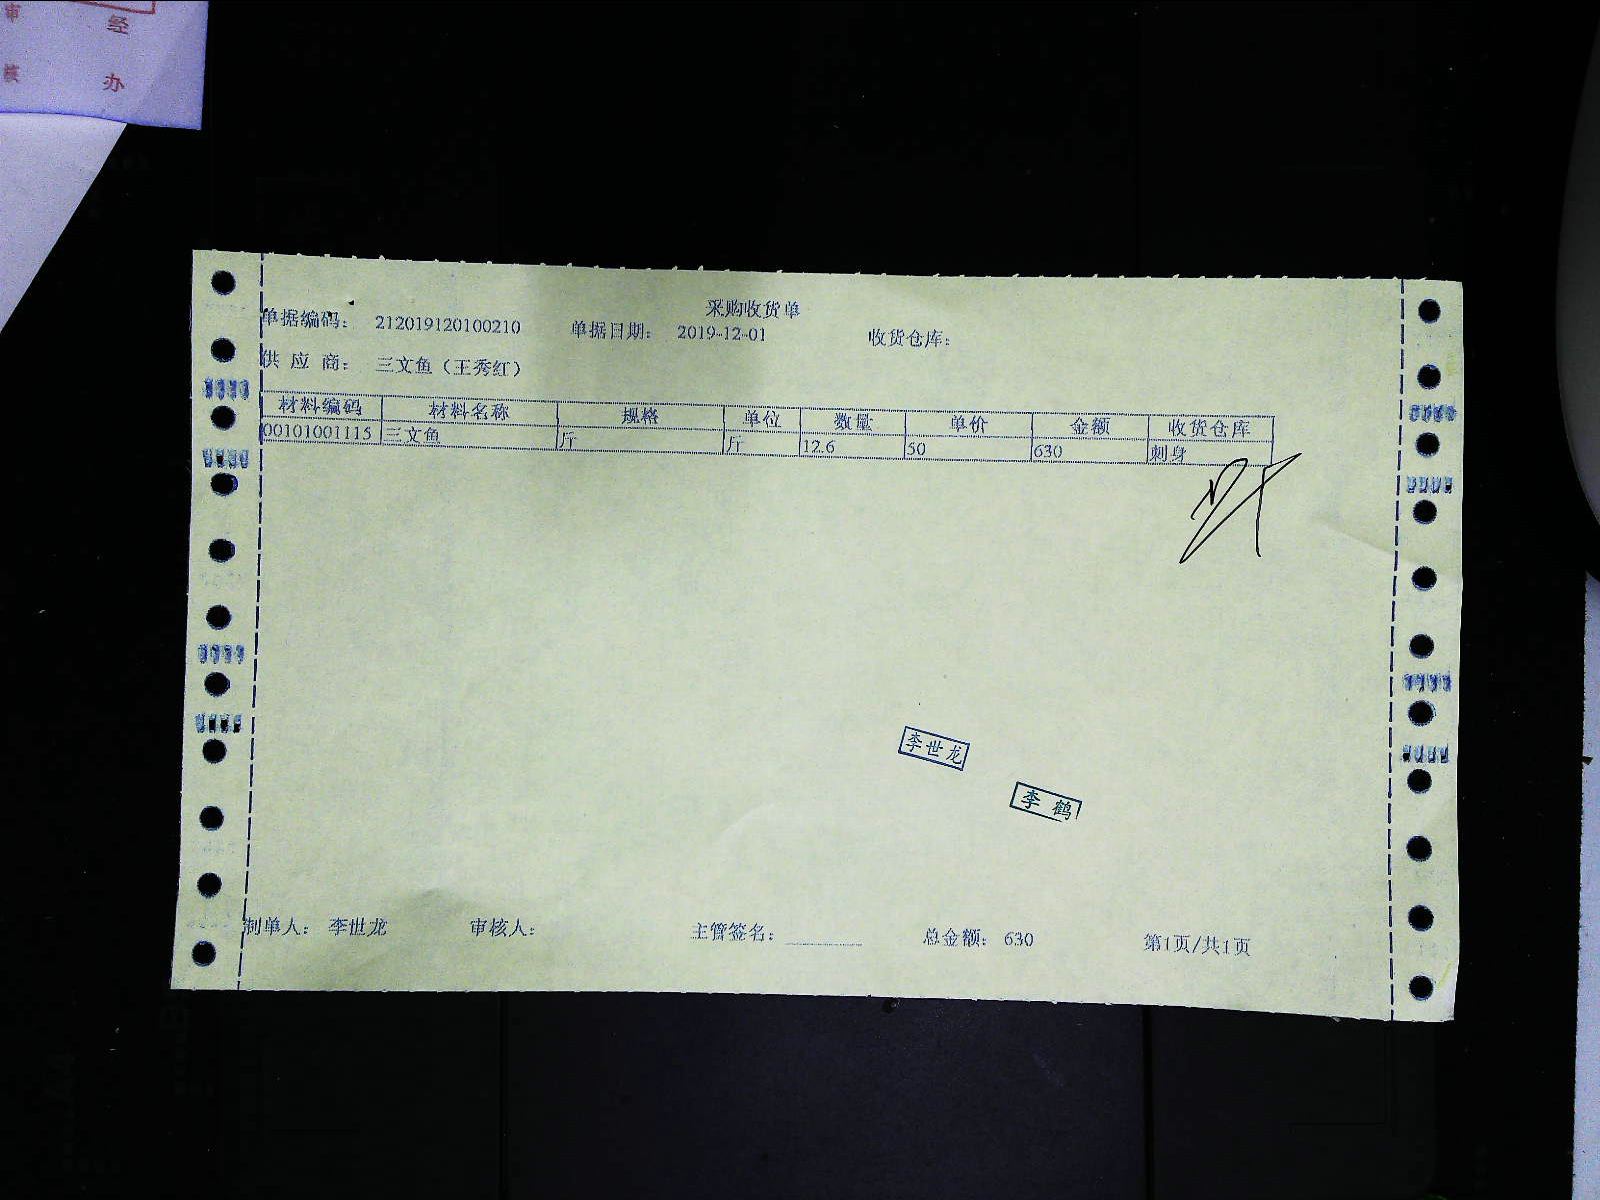 审 经
核 办
采购收货单
单据编码： 212019120100210 单据日期： 2019-12-01 收货仓库：
供 应 商： 三文鱼（王秀红）
材料编码 材料名称 规格 单位 数量 单价 金额 收货仓库
00101001115 三文鱼 斤 斤 12.6 50 630 刺身
李世龙
李鹤
制单人： 李世龙 审核人： 主管签名： 总金额： 630 第1页/共1页